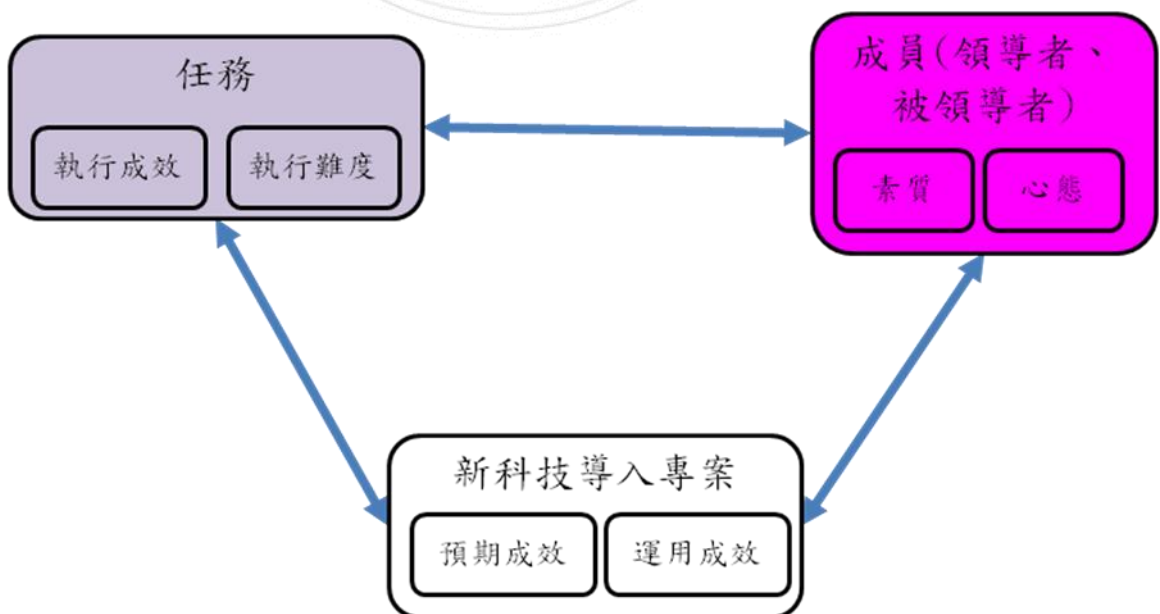 任務
執行成效
執行難度
成員(領導者、
被領導者)
素質
心態
新科技導入專案
預期成效
運用成效